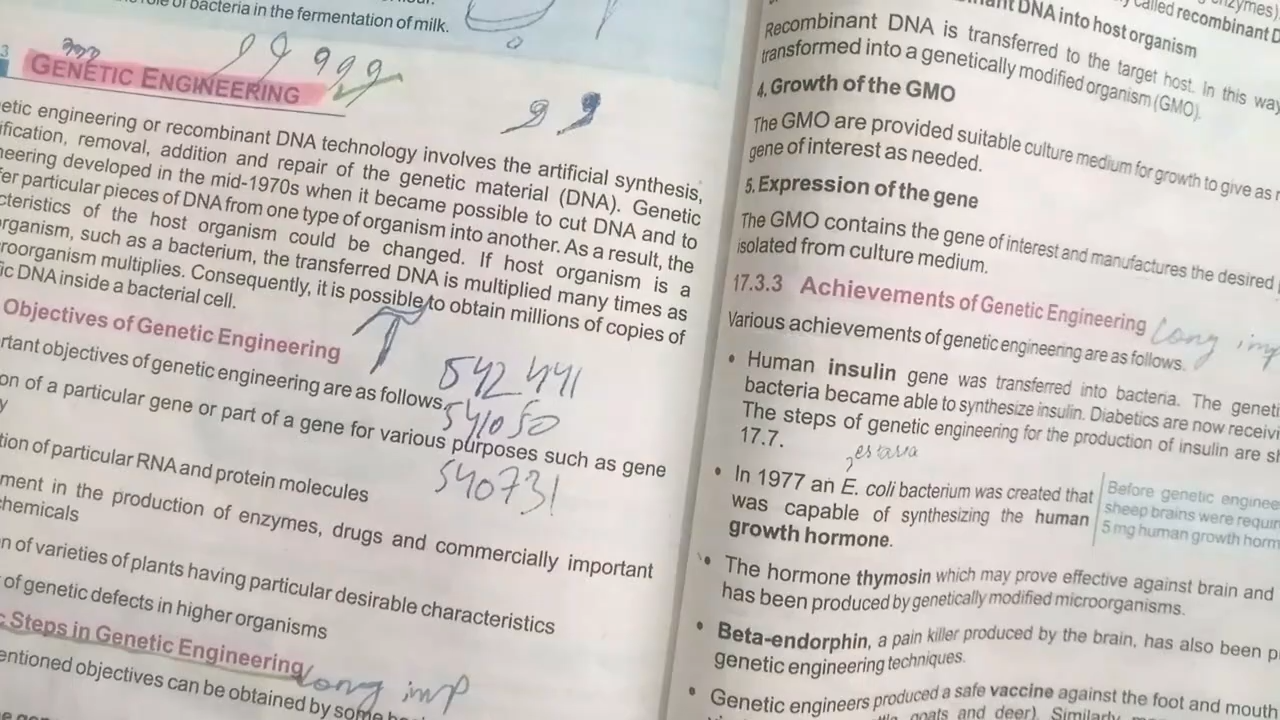 of bacteria in the fermentation of milk.
GENETIC ENGINEERING
99 999
9 9
etic engineering or recombinant DNA technology involves the artificial synthesis,
ification, removal, addition and repair of the genetic material (DNA). Genetic
neering developed in the mid-1970s when it became possible to cut DNA and to
fer particular pieces of DNA from one type of organism into another. As a result, the
cteristics of the host organism could be changed. If host organism is a
organism, such as a bacterium, the transferred DNA is multiplied many times as
roorganism multiplies. Consequently, it is possible to obtain millions of copies of
ic DNA inside a bacterial cell.
Objectives of Genetic Engineering
rtant objectives of genetic engineering are as follows.
542441
541050
on of a particular gene or part of a gene for various purposes such as gene
y
540731
tion of particular RNA and protein molecules
ment in the production of enzymes, drugs and commercially important
chemicals
n of varieties of plants having particular desirable characteristics
of genetic defects in higher organisms
Steps in Genetic Engineering
long imp
entioned objectives can be obtained by some
nzymes)
called recombinant D
nant DNA into host organism
Recombinant DNA is transferred to the target host. In this way
transformed into a genetically modified organism (GMO).
4. Growth of the GMO
The GMO are provided suitable culture medium for growth to give as
gene of interest as needed.
5. Expression of the gene
The GMO contains the gene of interest and manufactures the desired
isolated from culture medium.
17.3.3 Achievements of Genetic Engineering long imp
Various achievements of genetic engineering are as follows.
• Human insulin gene was transferred into bacteria. The geneti
bacteria became able to synthesize insulin. Diabetics are now receivi
The steps of genetic engineering for the production of insulin are sh
17.7.
• In 1977 an E. coli bacterium was created that
was capable of synthesizing the human
growth hormone.
Before genetic enginee
sheep brains were requir
5 mg human growth horm
• The hormone thymosin which may prove effective against brain and
has been produced by genetically modified microorganisms.
• Beta-endorphin, a pain killer produced by the brain, has also been p
genetic engineering techniques.
• Genetic engineers produced a safe vaccine against the foot and mouth
goats and deer). Similarly